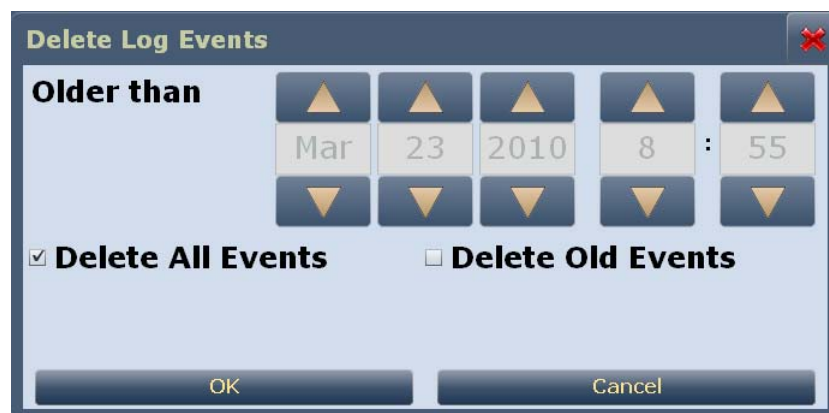 Delete Log Events
Older than
Mar 23 2010 8 : 55
Delete All Events Delete Old Events
OK Cancel